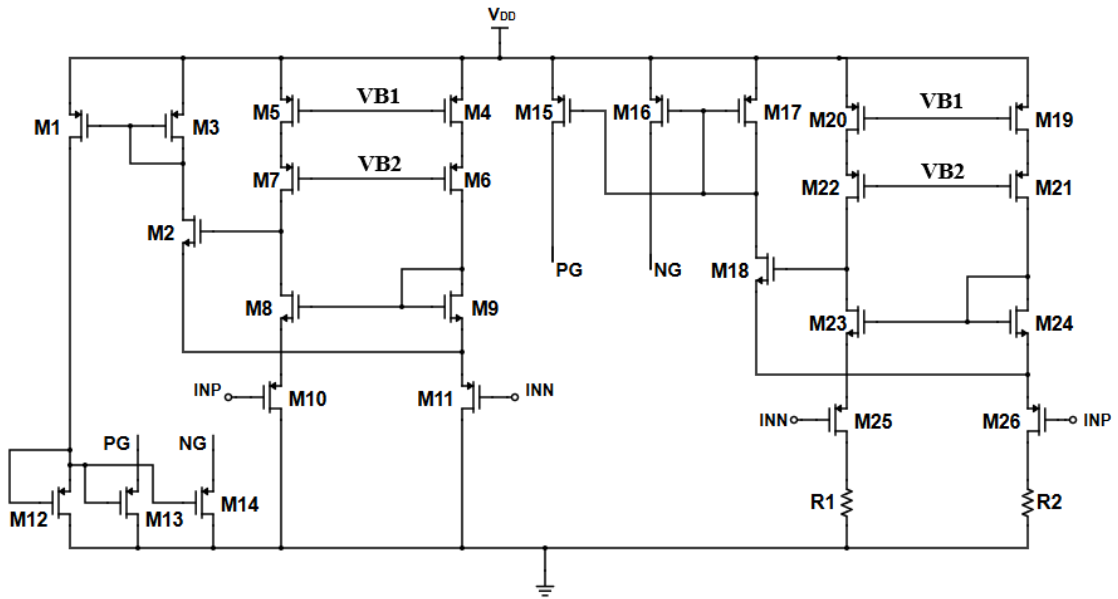 VDD
M1
M3
M5
VB1
M4
M15
M16
M17
M20
VB1
M19
M7
VB2
M6
M22
VB2
M21
M2
PG
NG
M18
M8
M9
M23
M24
INP
M10
M11
INN
INN
M25
M26
INP
PG
NG
M12
M13
M14
R1
R2